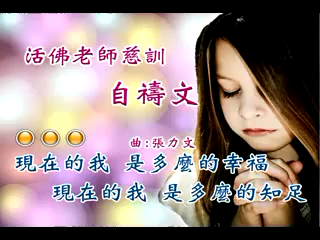 活佛老師慈訓
自禱文
曲:張力文
現在的我 是多麼的幸福
現在的我 是多麼的知足